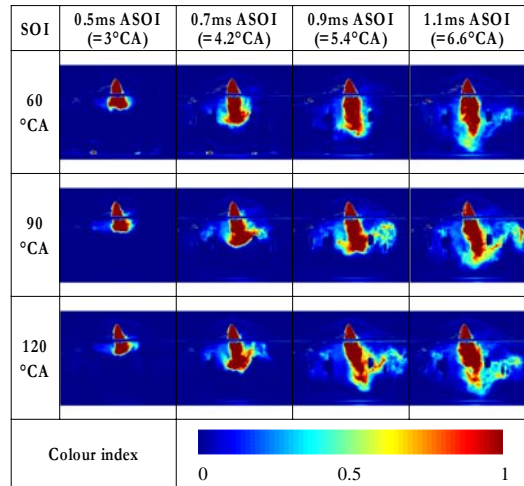 SOI
0.5ms ASOI
(=3°CA)
0.7ms ASOI
(=4.2°CA)
0.9ms ASOI
(=5.4°CA)
1.1ms ASOI
(=6.6°CA)
60
°CA
90
°CA
120
°CA
Colour index
0 0.5 1